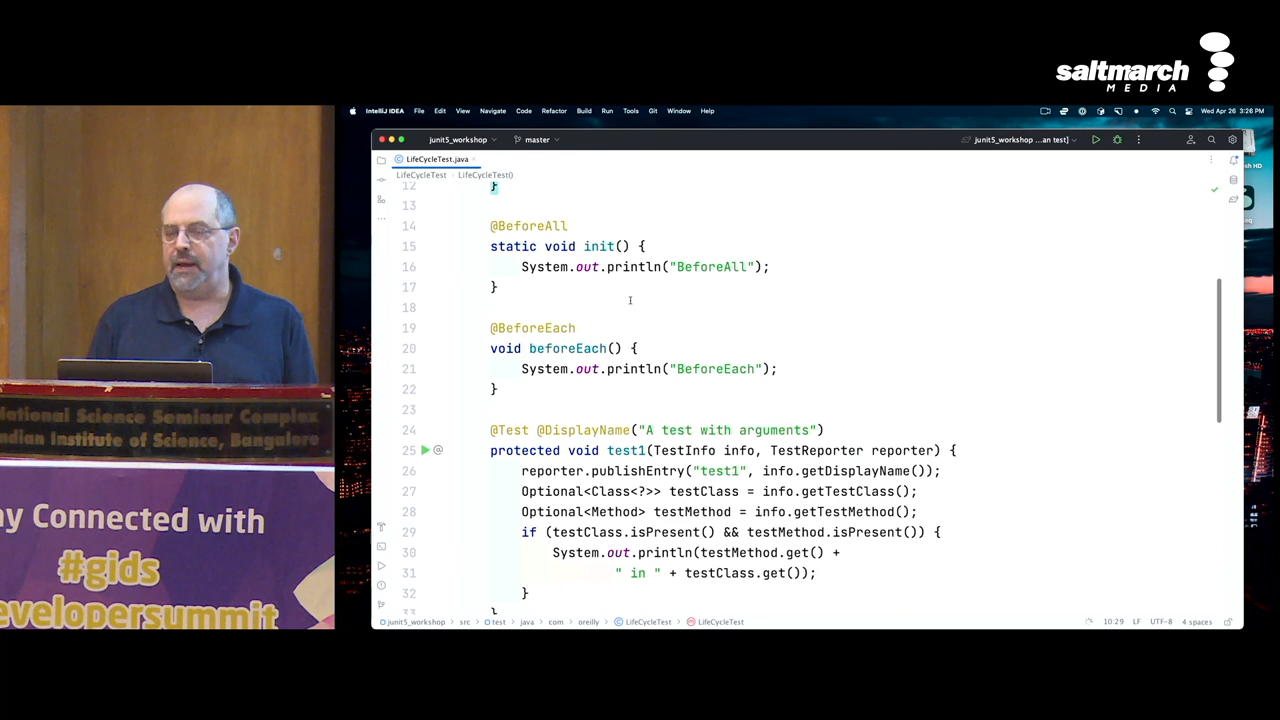 saltmarch
MEDIA
IntelliJ IDEA File Edit View Navigate Code Refactor Build Run Tools Git Window Help Wed Apr 26 3:26 PM
junit5_workshop master junit5_workshop ...an test]
LifeCycleTest.java
LifeCycleTest LifeCycleTest()
12 }
13
14 @BeforeAll
15 static void init() {
16 System.out.println("BeforeAll");
17 }
18
19 @BeforeEach
20 void beforeEach() {
21 System.out.println("BeforeEach");
22 }
23
24 @Test @DisplayName("A test with arguments")
25 protected void test1(TestInfo info, TestReporter reporter) {
26 reporter.publishEntry("test1", info.getDisplayName());
27 Optional<Class<?>> testClass = info.getTestClass();
28 Optional<Method> testMethod = info.getTestMethod();
29 if (testClass.isPresent() && testMethod.isPresent()) {
30 System.out.println(testMethod.get() +
31 " in " + testClass.get());
32 }
33 }
junit5_workshop src test java com oreilly LifeCycleTest LifeCycleTest 10:29 LF UTF-8 4 spaces
National Science Seminar Complex
ndian Institute of Science, Bangalore
ay Connected with
#gids
evelopersummit